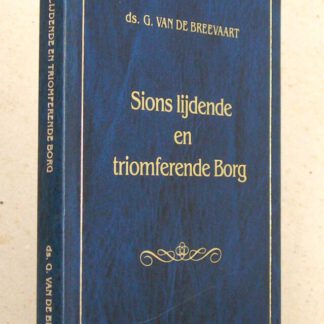 ds. G. VAN DE BREEVAART
Sions lijdende
en
triomferende Borg
LIJDENDE EN TRIOMFERENDE BORG
ds. G. VAN DE